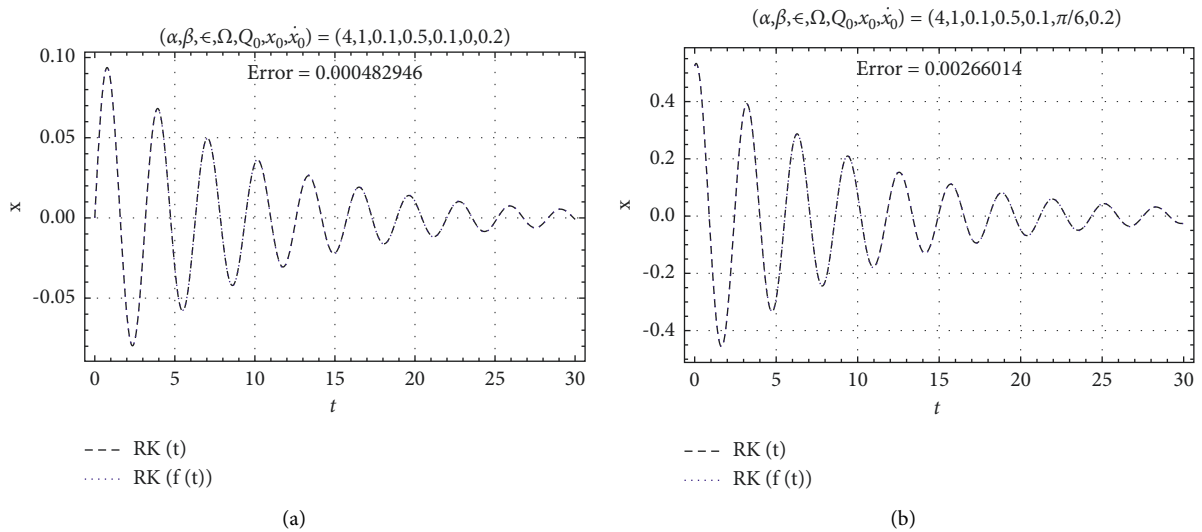 (α,β,ϵ,Ω,Q₀,x₀,ẋ₀) = (4,1,0.1,0.5,0.1,0,0.2)
Error = 0.000482946
0.10
0.05
0.00
-0.05
x
0 5 10 15 20 25 30
t
RK (t)
RK (f (t))
(a)
(α,β,ϵ,Ω,Q₀,x₀,ẋ₀) = (4,1,0.1,0.5,0.1,π/6,0.2)
Error = 0.00266014
0.4
0.2
0.0
-0.2
-0.4
x
0 5 10 15 20 25 30
t
RK (t)
RK (f (t))
(b)